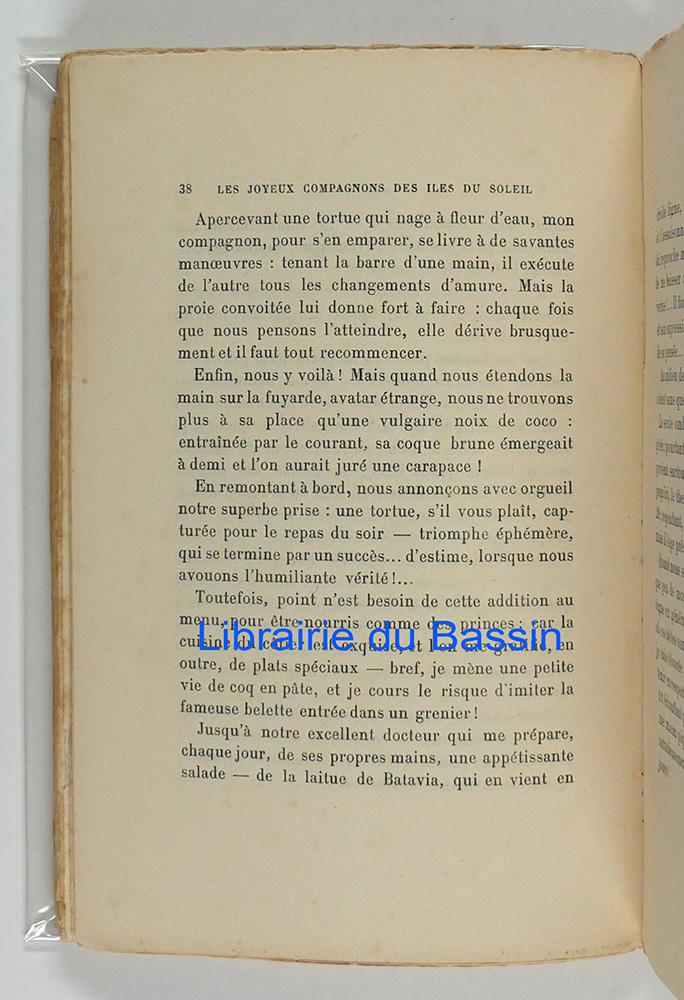 38 LES JOYEUX COMPAGNONS DES ILES DU SOLEIL
Apercevant une tortue qui nage à fleur d'eau, mon
compagnon, pour s'en emparer, se livre à de savantes
manœuvres : tenant la barre d'une main, il exécute
de l'autre tous les changements d'amure. Mais la
proie convoitée lui donne fort à faire : chaque fois
que nous pensons l'atteindre, elle dérive brusque-
ment et il faut tout recommencer.
Enfin, nous y voilà ! Mais quand nous étendons la
main sur la fuyarde, avatar étrange, nous ne trouvons
plus à sa place qu'une vulgaire noix de coco :
entraînée par le courant, sa coque brune émergeait
à demi et l'on aurait juré une carapace !
En remontant à bord, nous annonçons avec orgueil
notre superbe prise : une tortue, s'il vous plaît, cap-
turée pour le repas du soir — triomphe éphémère,
qui se termine par un succès... d'estime, lorsque nous
avouons l'humiliante vérité !...
Toutefois, point n'est besoin de cette addition au
menu, pour être nourris comme des princes : car la
Librairie du Bassin
cuisine du est exquise, et l'on me en
outre, de plats spéciaux — bref, je mène une petite
vie de coq en pâte, et je cours le risque d'imiter la
fameuse belette entrée dans un grenier !
Jusqu'à notre excellent docteur qui me prépare,
chaque jour, de ses propres mains, une appétissante
salade — de la laitue de Batavia, qui en vient en